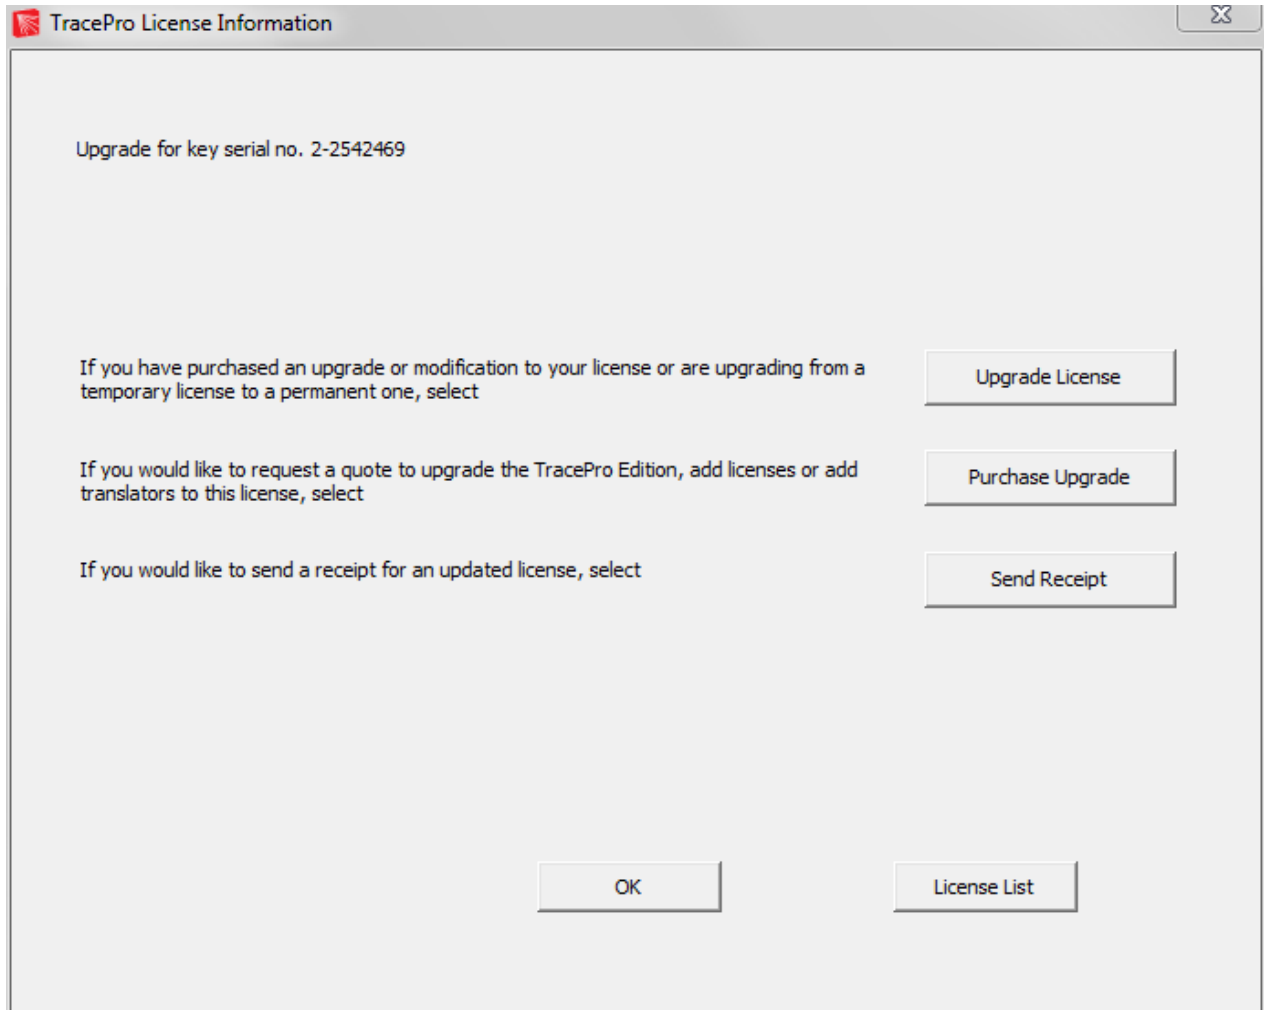 TracePro License Information
Upgrade for key serial no. 2-2542469
If you have purchased an upgrade or modification to your license or are upgrading from a
temporary license to a permanent one, select
Upgrade License
If you would like to request a quote to upgrade the TracePro Edition, add licenses or add
translators to this license, select
Purchase Upgrade
If you would like to send a receipt for an updated license, select
Send Receipt
OK
License List